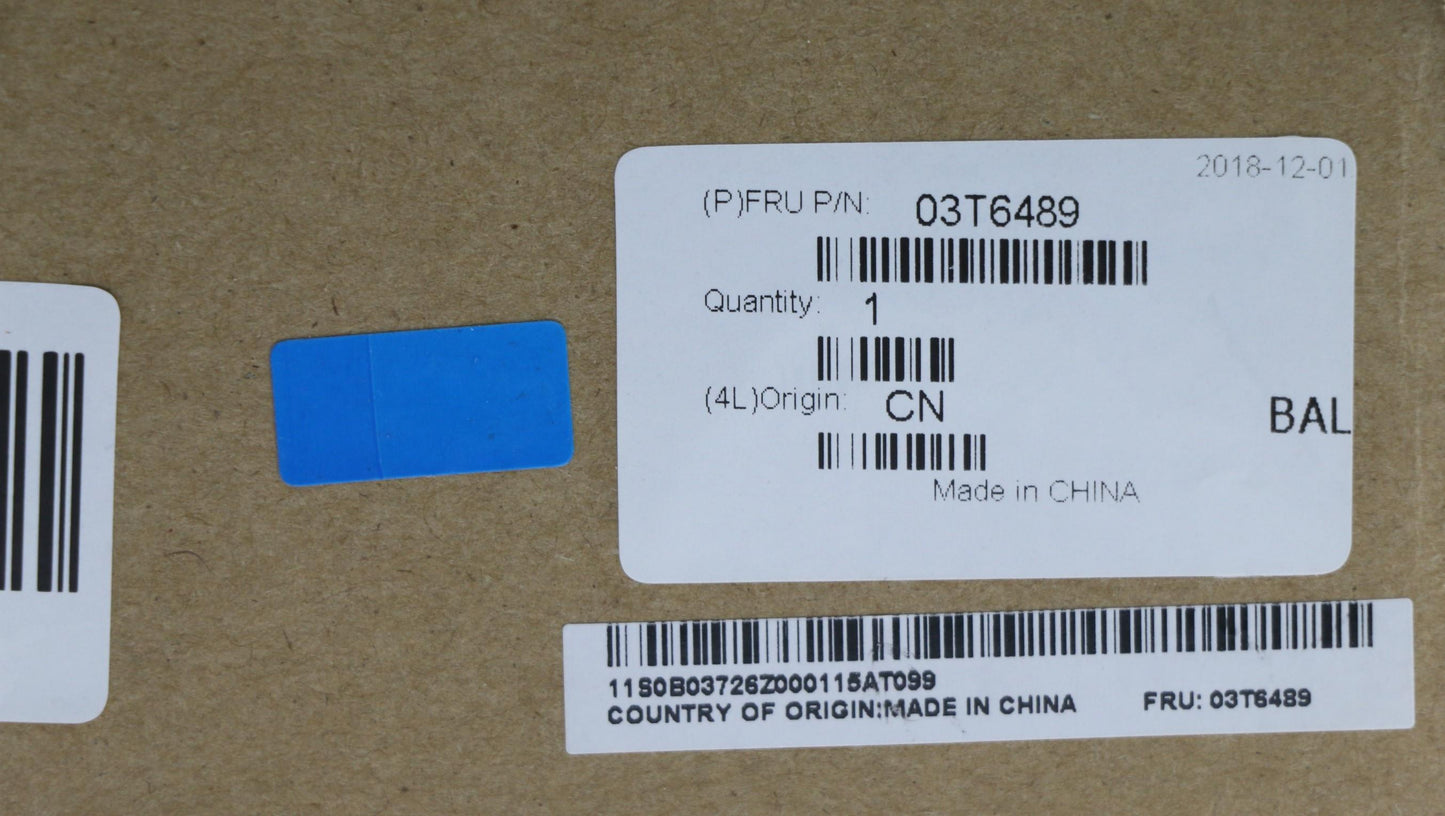 2018-12-01
(P)FRU P/N: 03T6489
Quantity: 1
(4L)Origin: CN
BAL
Made in CHINA
11S0B03726Z000115AT099
COUNTRY OF ORIGIN:MADE IN CHINA FRU: 03T6489